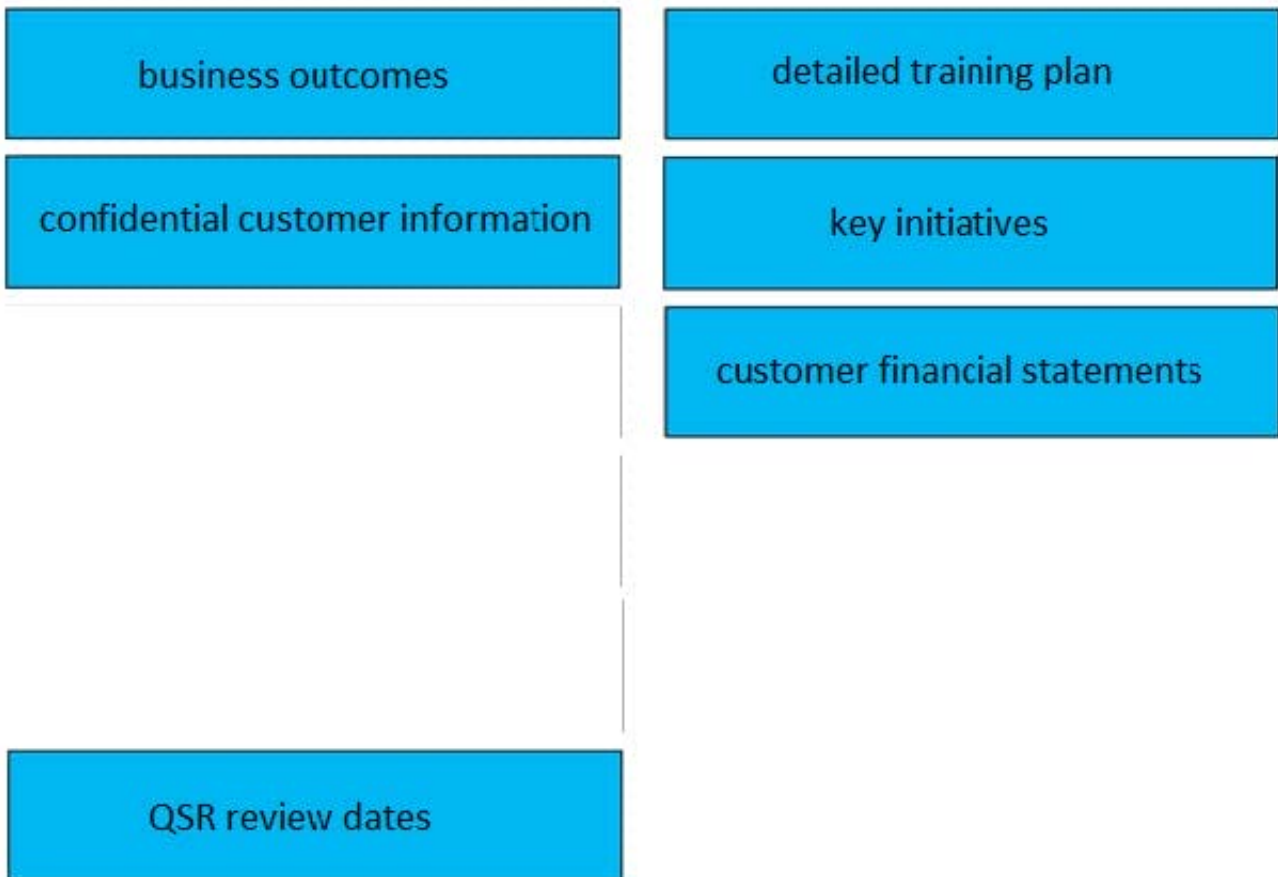 business outcomes
detailed training plan
confidential customer information
key initiatives
customer financial statements
QSR review dates